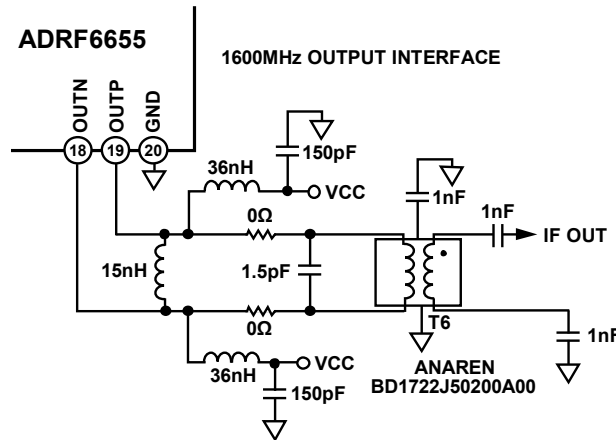 ADRF6655
1600MHz OUTPUT INTERFACE
OUTN
OUTP
GND
18
19
20
150pF
36nH
VCC
1nF
1nF
0Ω
IF OUT
15nH
1.5pF
0Ω
T6
1nF
VCC
36nH
ANAREN
BD1722J50200A00
150pF